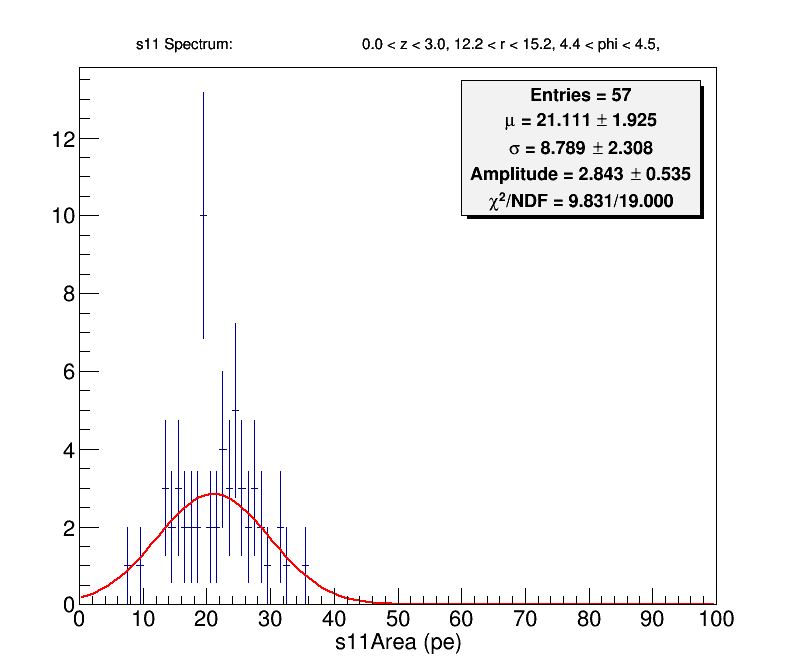 s11 Spectrum: 0.0 < z < 3.0, 12.2 < r < 15.2, 4.4 < phi < 4.5,
Entries = 57
μ = 21.111 ± 1.925
σ = 8.789 ± 2.308
Amplitude = 2.843 ± 0.535
χ²/NDF = 9.831/19.000
12
10
8
6
4
2
0
0 10 20 30 40 50 60 70 80 90 100
s11Area (pe)